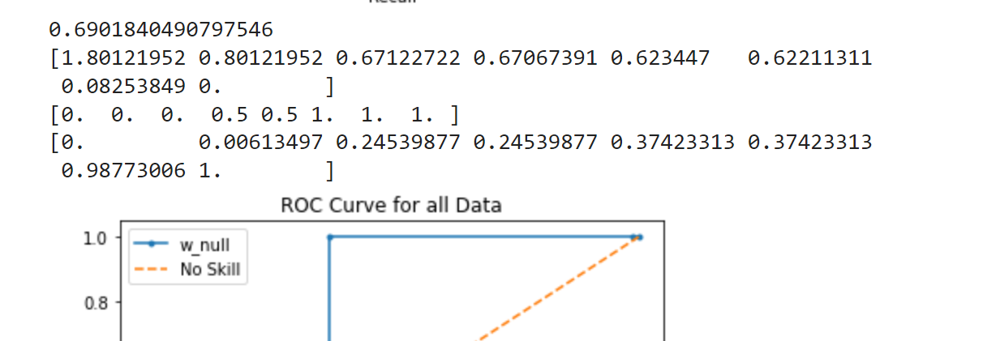 Recall
0.6901840490797546
[1.80121952 0.80121952 0.67122722 0.67067391 0.623447   0.62211311
 0.08253849 0.         ]
[0.  0.  0.  0.5 0.5 1.  1.  1. ]
[0.         0.00613497 0.24539877 0.24539877 0.37423313 0.37423313
 0.98773006 1.         ]
ROC Curve for all Data
1.0
w_null
No Skill
0.8